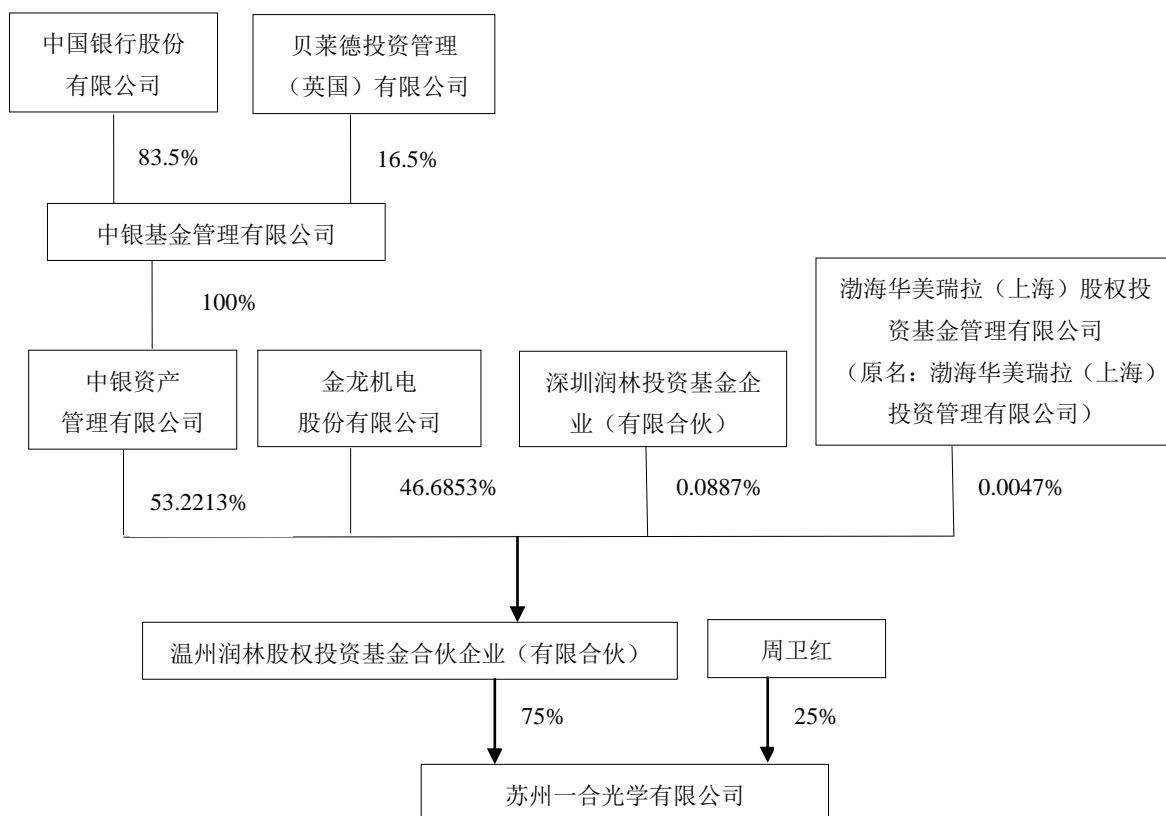 中国银行股份
有限公司
贝莱德投资管理
（英国）有限公司
83.5%
16.5%
中银基金管理有限公司
100%
渤海华美瑞拉（上海）股权投
资基金管理有限公司
（原名：渤海华美瑞拉（上海）
投资管理有限公司）
中银资产
管理有限公司
金龙机电
股份有限公司
深圳润林投资基金企
业（有限合伙）
53.2213%
46.6853%
0.0887%
0.0047%
温州润林股权投资基金合伙企业（有限合伙）
周卫红
75%
25%
苏州一合光学有限公司